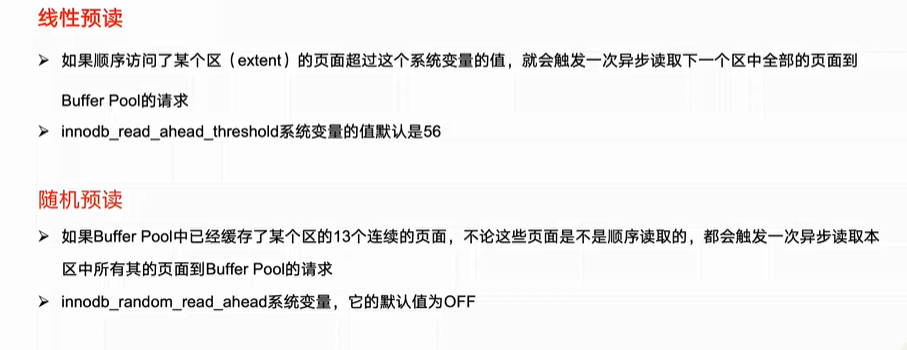 线性预读
➢ 如果顺序访问了某个区（extent）的页面超过这个系统变量的值，就会触发一次异步读取下一个区中全部的页面到
Buffer Pool的请求
➢ innodb_read_ahead_threshold系统变量的值默认是56
随机预读
➢ 如果Buffer Pool中已经缓存了某个区的13个连续的页面，不论这些页面是不是顺序读取的，都会触发一次异步读取本
区中所有其的页面到Buffer Pool的请求
➢ innodb_random_read_ahead系统变量，它的默认值为OFF